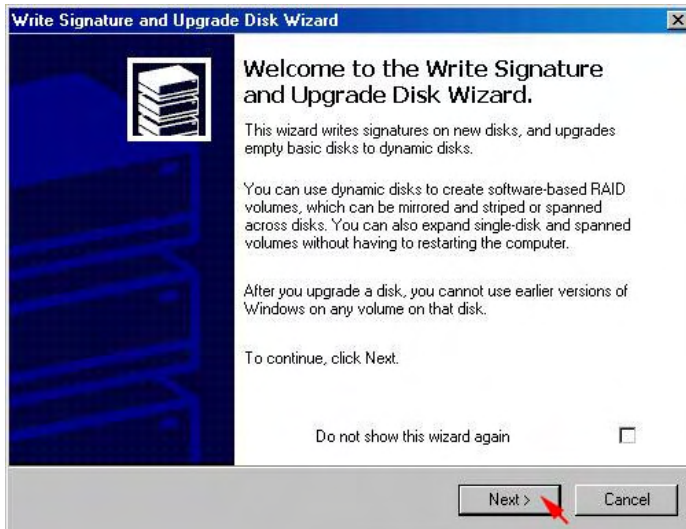 Write Signature and Upgrade Disk Wizard
Welcome to the Write Signature
and Upgrade Disk Wizard.
This wizard writes signatures on new disks, and upgrades
empty basic disks to dynamic disks.
You can use dynamic disks to create software-based RAID
volumes, which can be mirrored and striped or spanned
across disks. You can also expand single-disk and spanned
volumes without having to restarting the computer.
After you upgrade a disk, you cannot use earlier versions of
Windows on any volume on that disk.
To continue, click Next.
Do not show this wizard again
Next >
Cancel